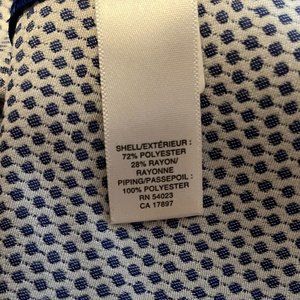 SHELL/EXTÉRIEUR :
72% POLYESTER
28% RAYON/
RAYONNE
PIPING/PASSEPOIL :
100% POLYESTER
RN 54023
CA 17897